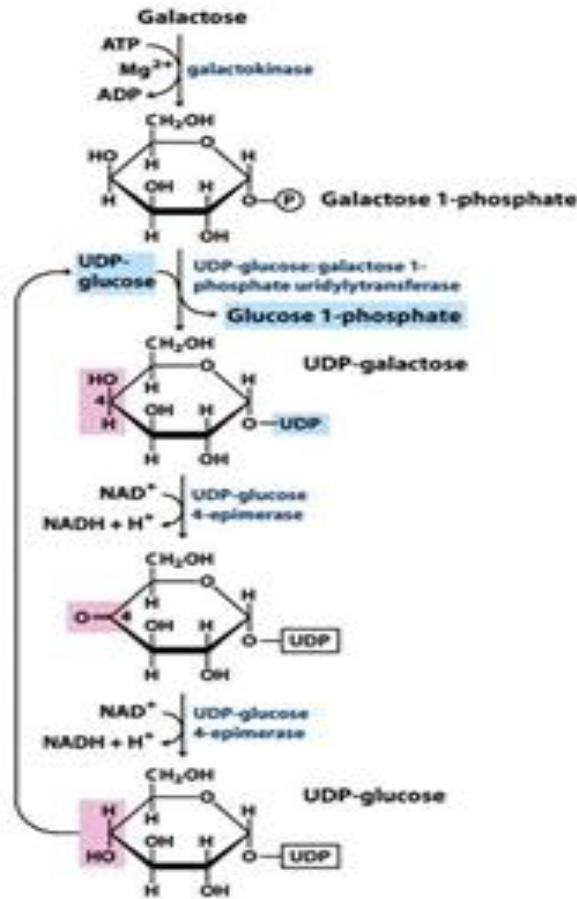 Galactose
ATP
Mg2+
galactokinase
ADP
CH2OH
HO
O
H
H
OH
H
H
O
P
Galactose 1-phosphate
H
OH
UDP-
glucose
UDP-glucose: galactose 1-
phosphate uridylytransferase
Glucose 1-phosphate
CH2OH
UDP-galactose
HO
O
H
H
4
OH
H
H
O
UDP
H
OH
NAD+
UDP-glucose
4-epimerase
NADH + H+
CH2OH
O
H
H
O
4
OH
H
O
UDP
H
OH
NAD+
UDP-glucose
4-epimerase
NADH + H+
CH2OH
UDP-glucose
H
O
H
H
OH
H
HO
O
UDP
H
OH